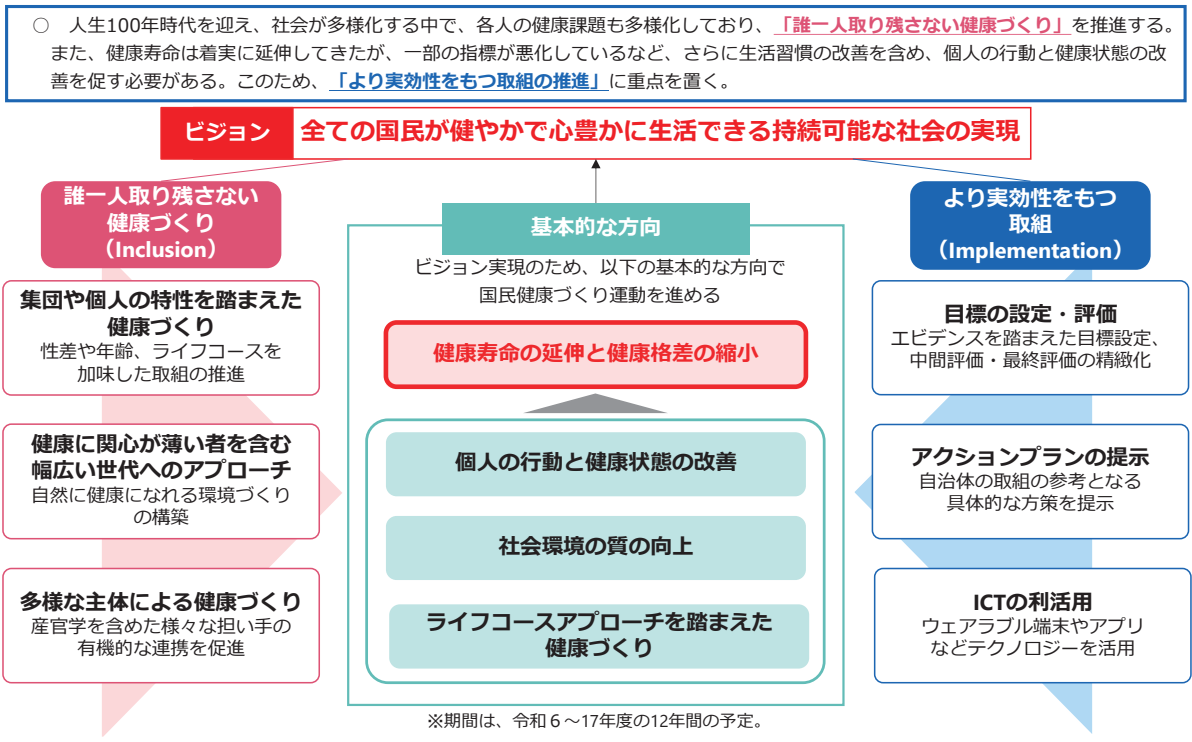 ○ 人生100年時代を迎え、社会が多様化する中で、各人の健康課題も多様化しており、「誰一人取り残さない健康づくり」を推進する。
また、健康寿命は着実に延伸してきたが、一部の指標が悪化しているなど、さらに生活習慣の改善を含め、個人の行動と健康状態の改
善を促す必要がある。このため、「より実効性をもつ取組の推進」に重点を置く。
ビジョン 全ての国民が健やかで心豊かに生活できる持続可能な社会の実現
誰一人取り残さない
健康づくり
（Inclusion）
集団や個人の特性を踏まえた
健康づくり
性差や年齢、ライフコースを
加味した取組の推進
健康に関心が薄い者を含む
幅広い世代へのアプローチ
自然に健康になれる環境づくり
の構築
多様な主体による健康づくり
産官学を含めた様々な担い手の
有機的な連携を促進
基本的な方向
ビジョン実現のため、以下の基本的な方向で
国民健康づくり運動を進める
健康寿命の延伸と健康格差の縮小
個人の行動と健康状態の改善
社会環境の質の向上
ライフコースアプローチを踏まえた
健康づくり
※期間は、令和６～17年度の12年間の予定。
より実効性をもつ
取組
（Implementation）
目標の設定・評価
エビデンスを踏まえた目標設定、
中間評価・最終評価の精緻化
アクションプランの提示
自治体の取組の参考となる
具体的な方策を提示
ICTの利活用
ウェアラブル端末やアプリ
などテクノロジーを活用